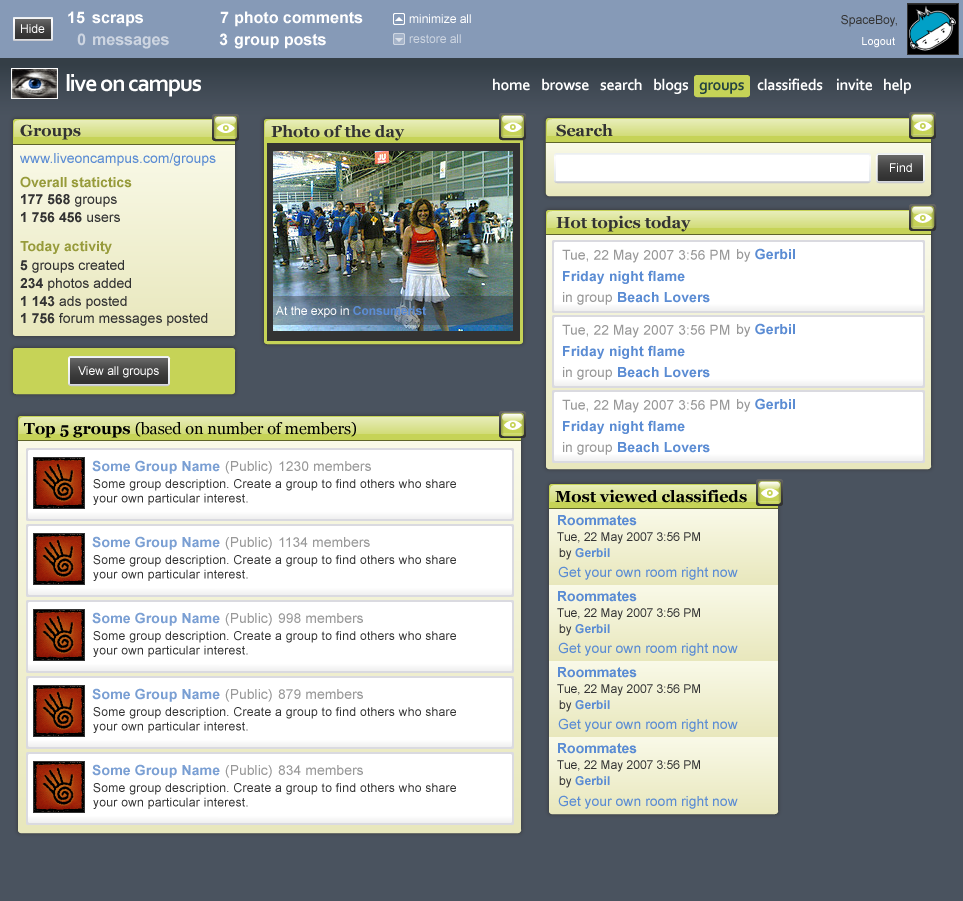 Hide
15 scraps
0 messages
7 photo comments
3 group posts
minimize all
restore all
SpaceBoy,
Logout
live on campus
home browse search blogs groups classifieds invite help
Groups
www.liveoncampus.com/groups
Overall statictics
177 568 groups
1 756 456 users
Today activity
5 groups created
234 photos added
1 143 ads posted
1 756 forum messages posted
View all groups
Photo of the day
At the expo in Consumerist
Search
Find
Hot topics today
Tue, 22 May 2007 3:56 PM by Gerbil
Friday night flame
in group Beach Lovers
Tue, 22 May 2007 3:56 PM by Gerbil
Friday night flame
in group Beach Lovers
Tue, 22 May 2007 3:56 PM by Gerbil
Friday night flame
in group Beach Lovers
Top 5 groups (based on number of members)
Some Group Name (Public) 1230 members
Some group description. Create a group to find others who share
your own particular interest.
Some Group Name (Public) 1134 members
Some group description. Create a group to find others who share
your own particular interest.
Some Group Name (Public) 998 members
Some group description. Create a group to find others who share
your own particular interest.
Some Group Name (Public) 879 members
Some group description. Create a group to find others who share
your own particular interest.
Some Group Name (Public) 834 members
Some group description. Create a group to find others who share
your own particular interest.
Most viewed classifieds
Roommates
Tue, 22 May 2007 3:56 PM
by Gerbil
Get your own room right now
Roommates
Tue, 22 May 2007 3:56 PM
by Gerbil
Get your own room right now
Roommates
Tue, 22 May 2007 3:56 PM
by Gerbil
Get your own room right now
Roommates
Tue, 22 May 2007 3:56 PM
by Gerbil
Get your own room right now